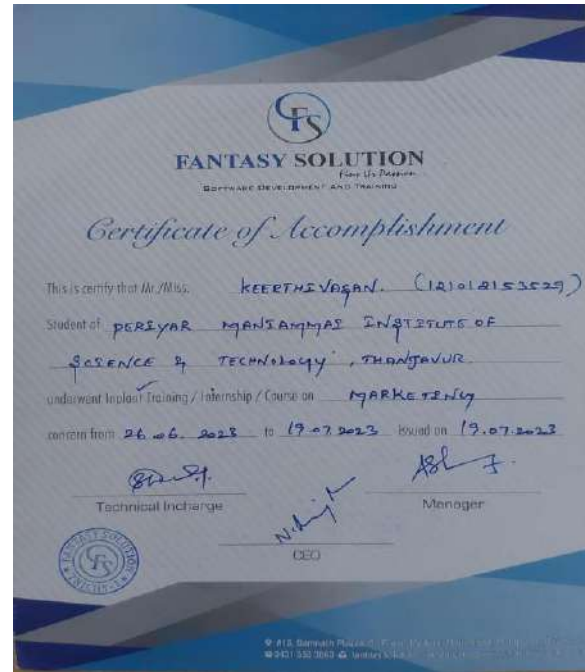 FANTASY SOLUTION
SOFTWARE DEVELOPMENT AND TRAINING
Certificate of Accomplishment
This is certify that Mr./Miss. KEERTHIVASAN. (121012153529)
Student of PERIYAR MANIAMMAI INSTITUTE OF
SCIENCE & TECHNOLOGY, THANJAVUR.
underwent Inplant Training / Internship / Course on MARKETING
concern from 26.06.2023 to 19.07.2023 issued on 19.07.2023
Technical Incharge
Manager
CEO
FANTASY SOLUTION